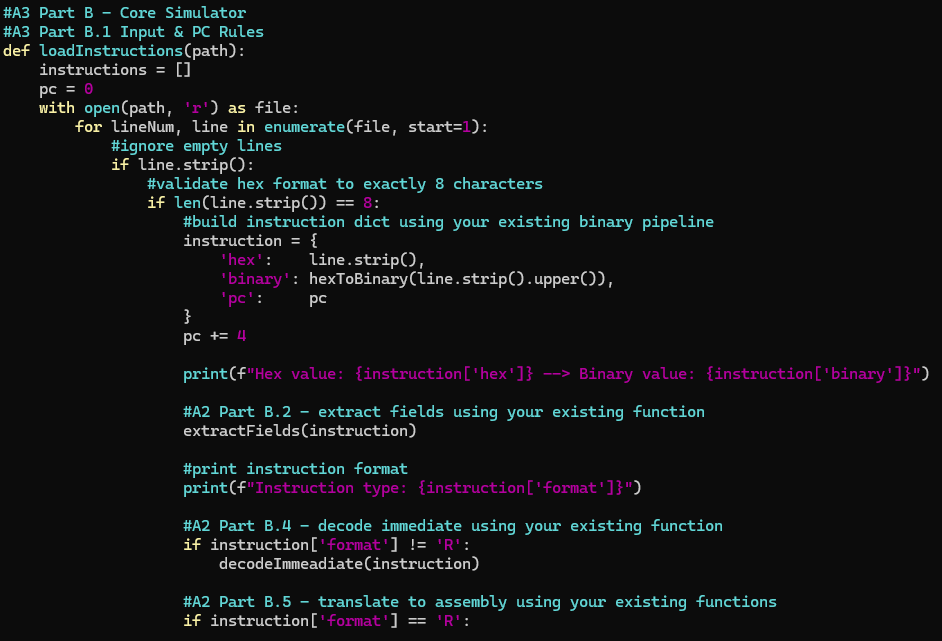 #A3 Part B - Core Simulator
#A3 Part B.1 Input & PC Rules
def loadInstructions(path):
    instructions = []
    pc = 0
    with open(path, 'r') as file:
        for lineNum, line in enumerate(file, start=1):
            #ignore empty lines
            if line.strip():
                #validate hex format to exactly 8 characters
                if len(line.strip()) == 8:
                    #build instruction dict using your existing binary pipeline
                    instruction = {
                        'hex':    line.strip(),
                        'binary': hexToBinary(line.strip().upper()),
                        'pc':     pc
                    }
                    pc += 4

                    print(f"Hex value: {instruction['hex']} --> Binary value: {instruction['binary']}")

                    #A2 Part B.2 - extract fields using your existing function
                    extractFields(instruction)

                    #print instruction format
                    print(f"Instruction type: {instruction['format']}")

                    #A2 Part B.4 - decode immediate using your existing function
                    if instruction['format'] != 'R':
                        decodeImmeadiate(instruction)

                    #A2 Part B.5 - translate to assembly using your existing functions
                    if instruction['format'] == 'R':